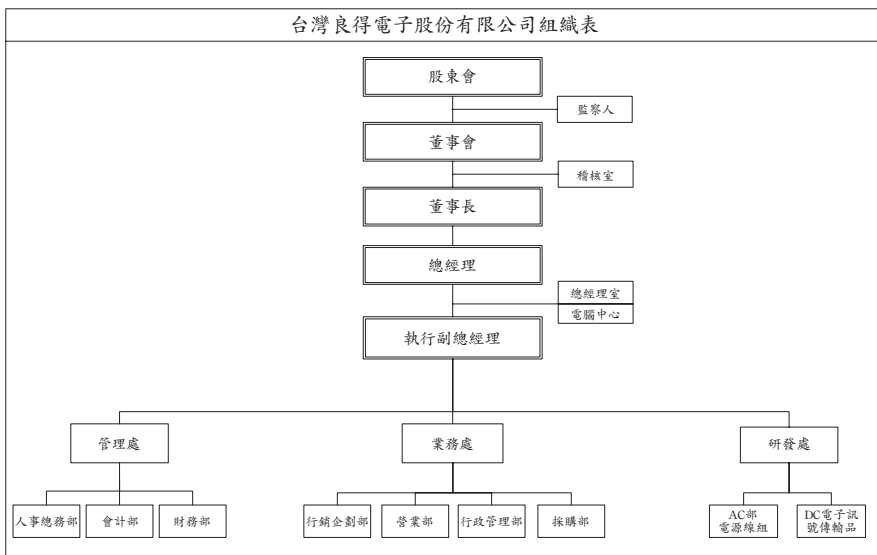 台灣良得電子股份有限公司組織表
股東會
監察人
董事會
稽核室
董事長
總經理
總經理室
電腦中心
執行副總經理
管理處
業務處
研發處
人事總務部
會計部
財務部
行銷企劃部
營業部
行政管理部
採購部
AC部
電源線組
DC電子訊
號傳輸品